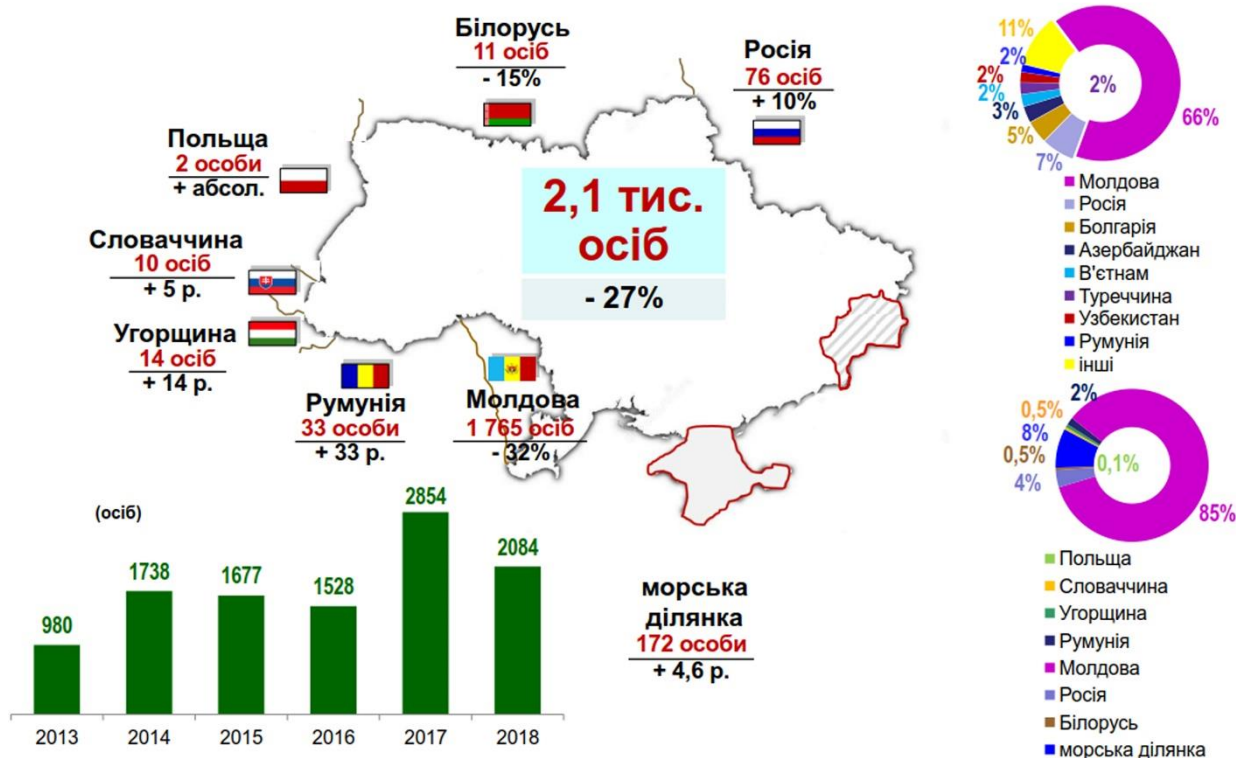 Білорусь
11 осіб
- 15%
Росія
76 осіб
+ 10%
Польща
2 особи
+ абсол.
Словаччина
10 осіб
+ 5 р.
Угорщина
14 осіб
+ 14 р.
Румунія
33 особи
+ 33 р.
Молдова
1 765 осіб
- 32%
2,1 тис.
осіб
- 27%
морська
ділянка
172 особи
+ 4,6 р.
(осіб)
980
1738
1677
1528
2854
2084
2013
2014
2015
2016
2017
2018
11%
2%
2%
2%
3%
5%
7%
2%
66%
Молдова
Росія
Болгарія
Азербайджан
В'єтнам
Туреччина
Узбекистан
Румунія
інші
2%
0,5%
8%
0,5%
4%
0,1%
85%
Польща
Словаччина
Угорщина
Румунія
Молдова
Росія
Білорусь
морська ділянка